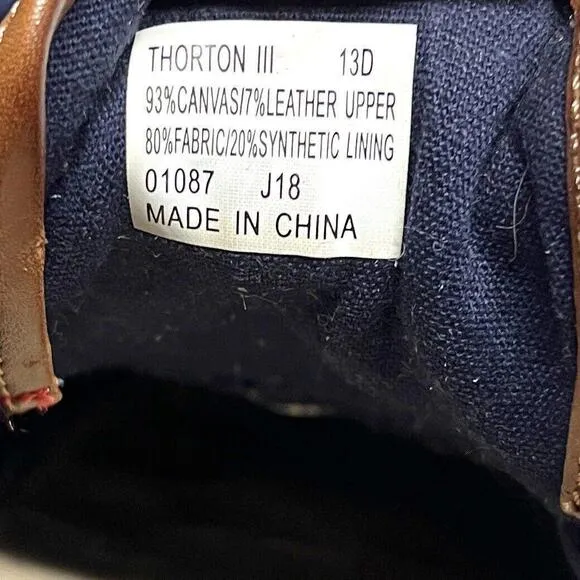 THORTON III 13D
93%CANVAS/7%LEATHER UPPER
80%FABRIC/20%SYNTHETIC LINING
01087 J18
MADE IN CHINA